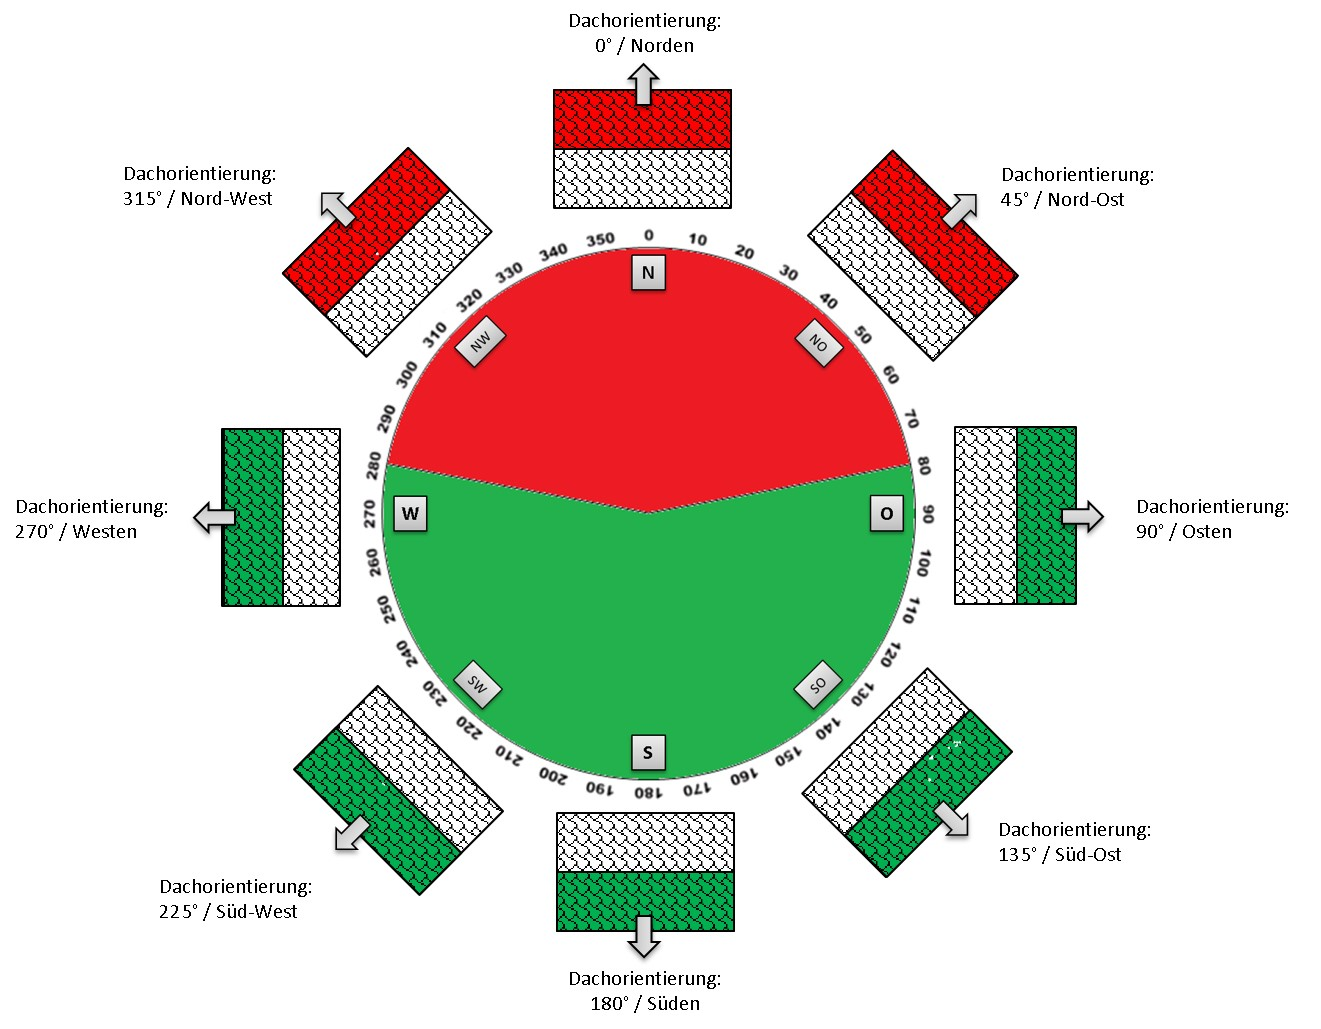 Dachorientierung:
0° / Norden
Dachorientierung:
315° / Nord-West
Dachorientierung:
45° / Nord-Ost
Dachorientierung:
270° / Westen
Dachorientierung:
90° / Osten
Dachorientierung:
225° / Süd-West
Dachorientierung:
135° / Süd-Ost
Dachorientierung:
180° / Süden
N
NO
O
SO
S
SW
W
NW
0
10
20
30
40
50
60
70
80
90
100
110
120
130
140
150
160
170
180
190
200
210
220
230
240
250
260
270
280
290
300
310
320
330
340
350